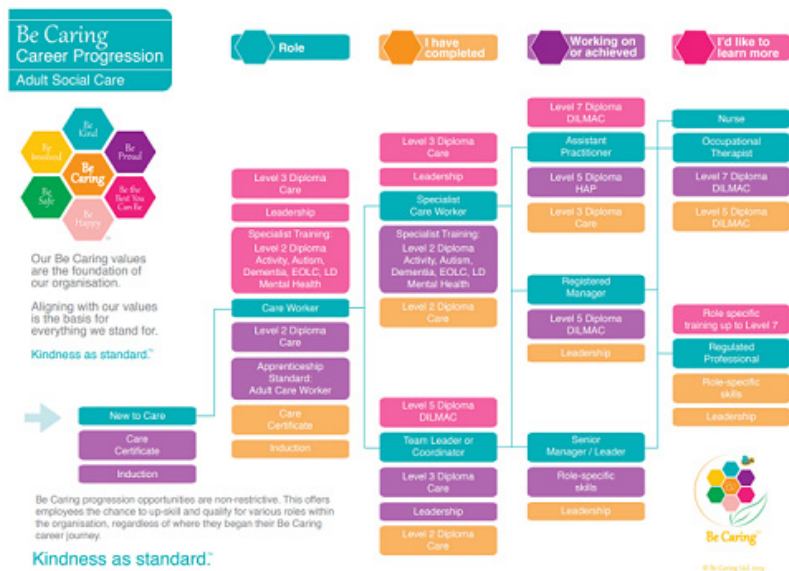 Be Caring
Career Progression
Adult Social Care
Role
I have
completed
Working on
or achieved
I'd like to
learn more
Be
Kind
Be
Involved
Be
Proud
Be
Caring
Be
Safe
Be the
Best You
Can Be
Be
Happy
Our Be Caring values
are the foundation of
our organisation.
Aligning with our values
is the basis for
everything we stand for.
Kindness as standard.™
New to Care
Care
Certificate
Induction
Level 3 Diploma
Care
Leadership
Specialist Training:
Level 2 Diploma
Activity, Autism,
Dementia, EOLC, LD
Mental Health
Care Worker
Level 2 Diploma
Care
Apprenticeship
Standard:
Adult Care Worker
Care
Certificate
Induction
Level 3 Diploma
Care
Leadership
Specialist
Care Worker
Specialist Training:
Level 2 Diploma
Activity, Autism,
Dementia, EOLC, LD
Mental Health
Level 2 Diploma
Care
Level 5 Diploma
DILMAC
Team Leader or
Coordinator
Level 3 Diploma
Care
Leadership
Level 2 Diploma
Care
Level 7 Diploma
DILMAC
Assistant
Practitioner
Level 5 Diploma
HAP
Level 3 Diploma
Care
Registered
Manager
Level 5 Diploma
DILMAC
Leadership
Senior
Manager / Leader
Role-specific
skills
Leadership
Nurse
Occupational
Therapist
Level 7 Diploma
DILMAC
Level 5 Diploma
DILMAC
Role specific
training up to Level 7
Regulated
Professional
Role-specific
skills
Leadership
Be Caring progression opportunities are non-restrictive. This offers
employees the chance to up-skill and qualify for various roles within
the organisation, regardless of where they began their Be Caring
career journey.
Kindness as standard.™
Be Caring™
© Be Caring Ltd